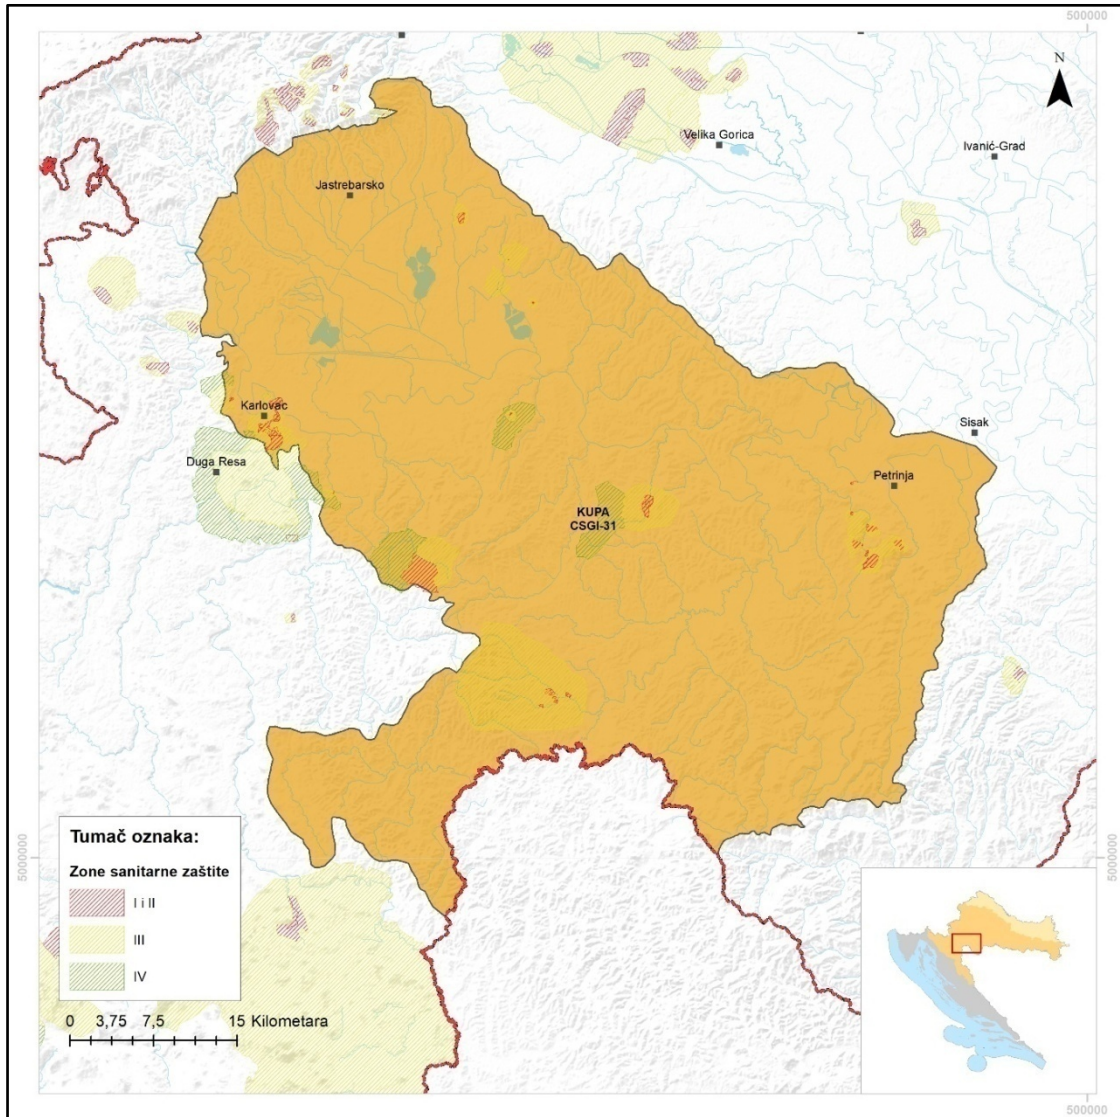 500000
N
Velika Gorica
Ivanić-Grad
Jastrebarsko
Karlovac
Sisak
Duga Resa
Petrinja
KUPA
CSGI-31
5000000
5000000
Tumač oznaka:
Zone sanitarne zaštite
I i II
III
IV
0 3,75 7,5 15 Kilometara
500000